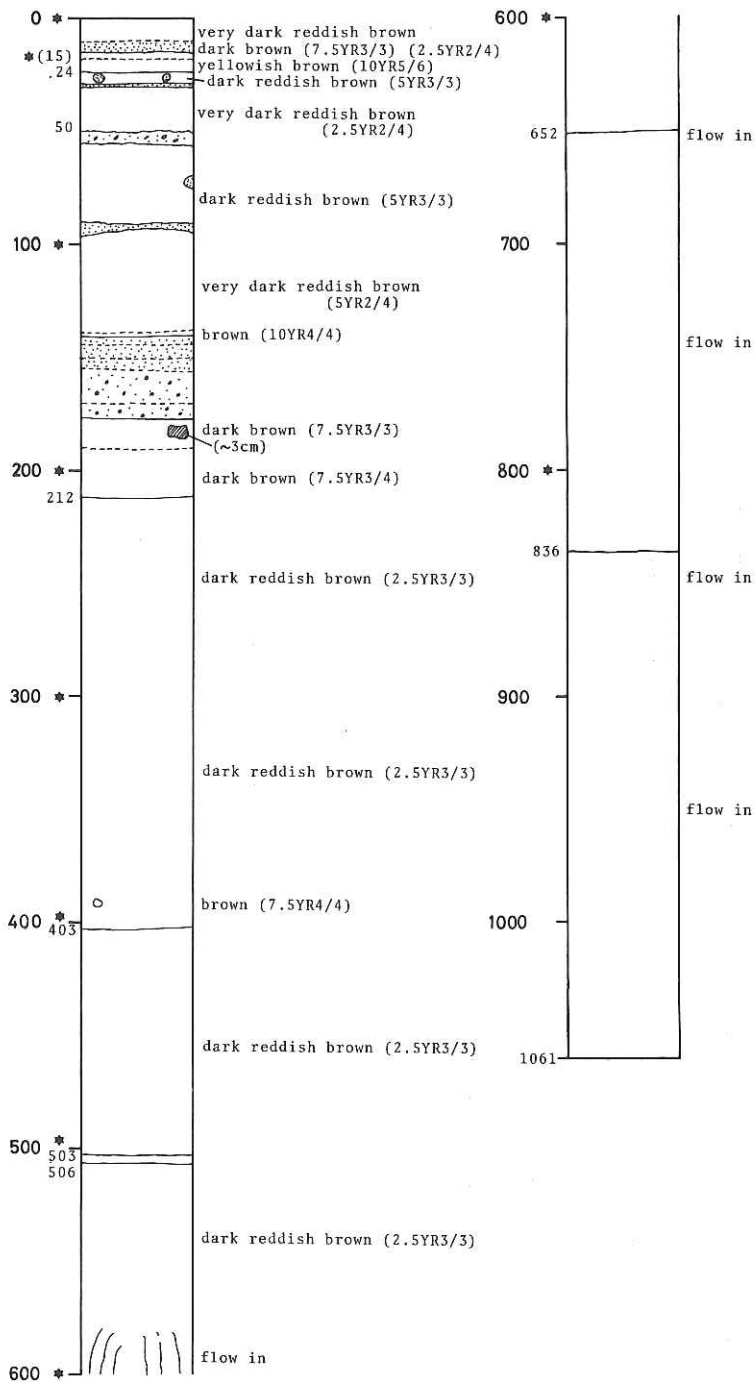 0 *
very dark reddish brown
dark brown (7.5YR3/3) (2.5YR2/4)
* (15)
yellowish brown (10YR5/6)
.24
dark reddish brown (5YR3/3)
very dark reddish brown
(2.5YR2/4)
50
dark reddish brown (5YR3/3)
100 *
very dark reddish brown
(5YR2/4)
brown (10YR4/4)
dark brown (7.5YR3/3)
(~3cm)
200 *
dark brown (7.5YR3/4)
212
dark reddish brown (2.5YR3/3)
300 *
dark reddish brown (2.5YR3/3)
brown (7.5YR4/4)
400 *
403
dark reddish brown (2.5YR3/3)
500 *
503
506
dark reddish brown (2.5YR3/3)
flow in
600 *
600 *
652
flow in
700
flow in
800 *
836
flow in
900
flow in
1000
1061